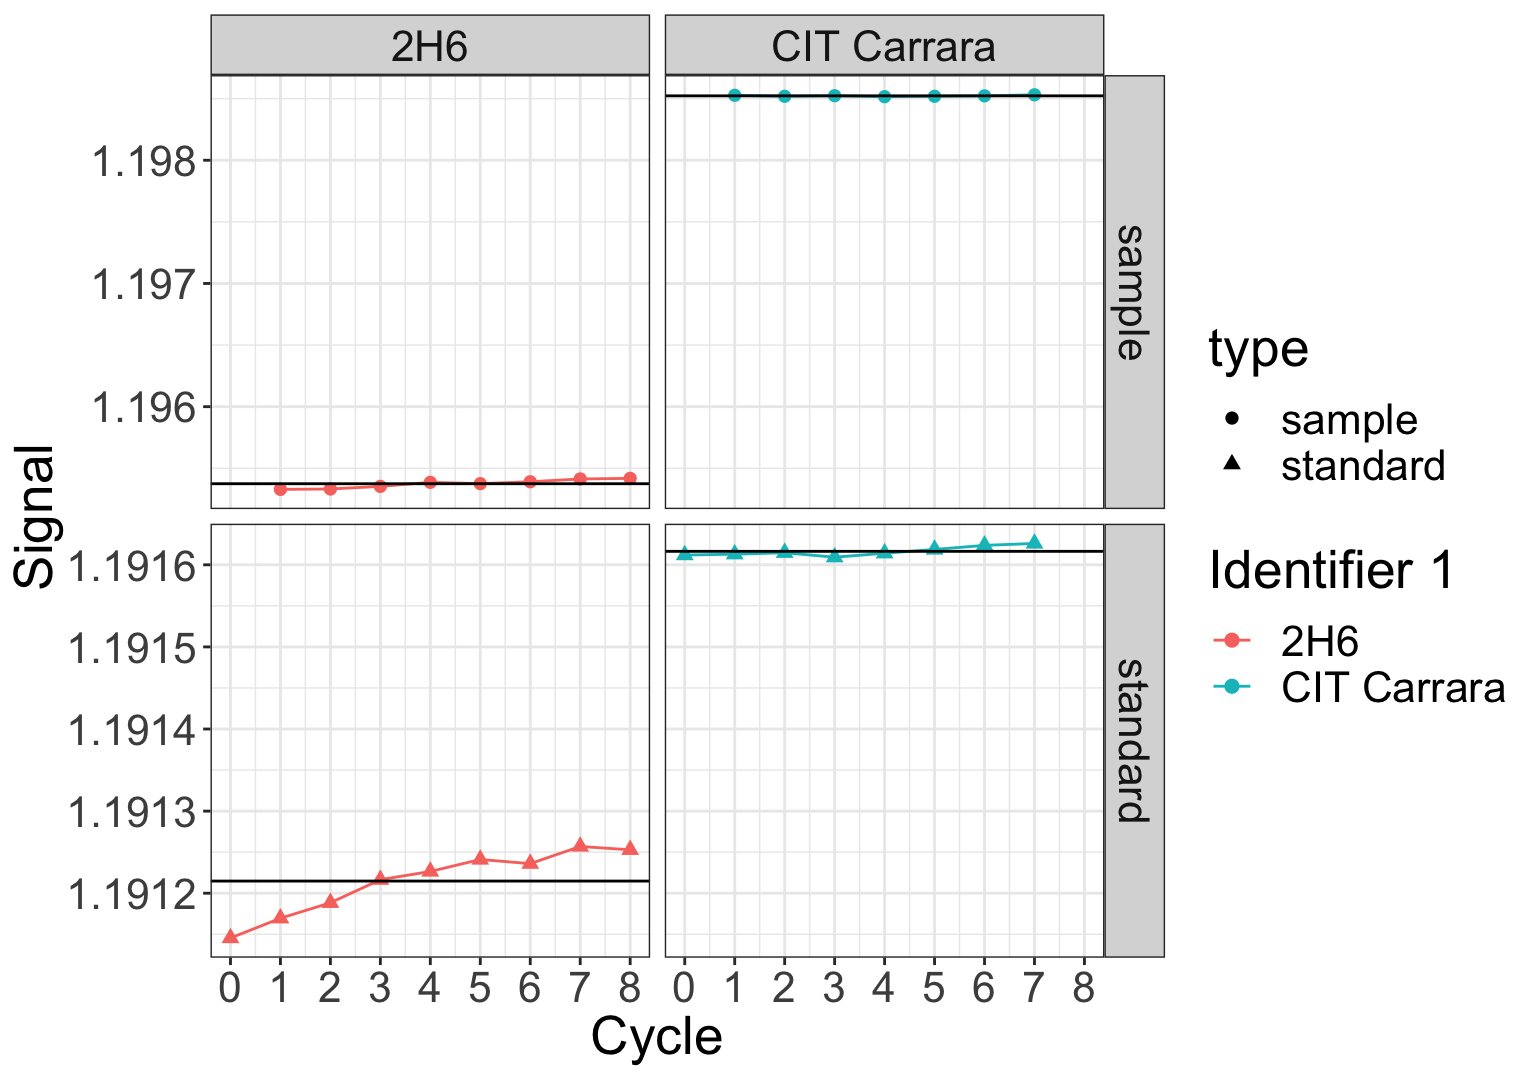 2H6
CIT Carrara
1.198
1.197
1.196
sample
1.1916
1.1915
1.1914
1.1913
1.1912
standard
0 1 2 3 4 5 6 7 8
0 1 2 3 4 5 6 7 8
Cycle
Signal
type
sample
standard
Identifier 1
2H6
CIT Carrara